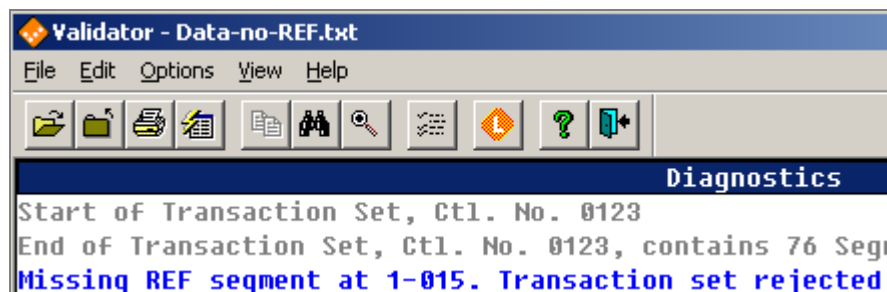 Validator - Data-no-REF.txt
File Edit Options View Help
L ?
Diagnostics
Start of Transaction Set, Ctl. No. 0123
End of Transaction Set, Ctl. No. 0123, contains 76
Missing REF segment at 1-015. Transaction set rejected